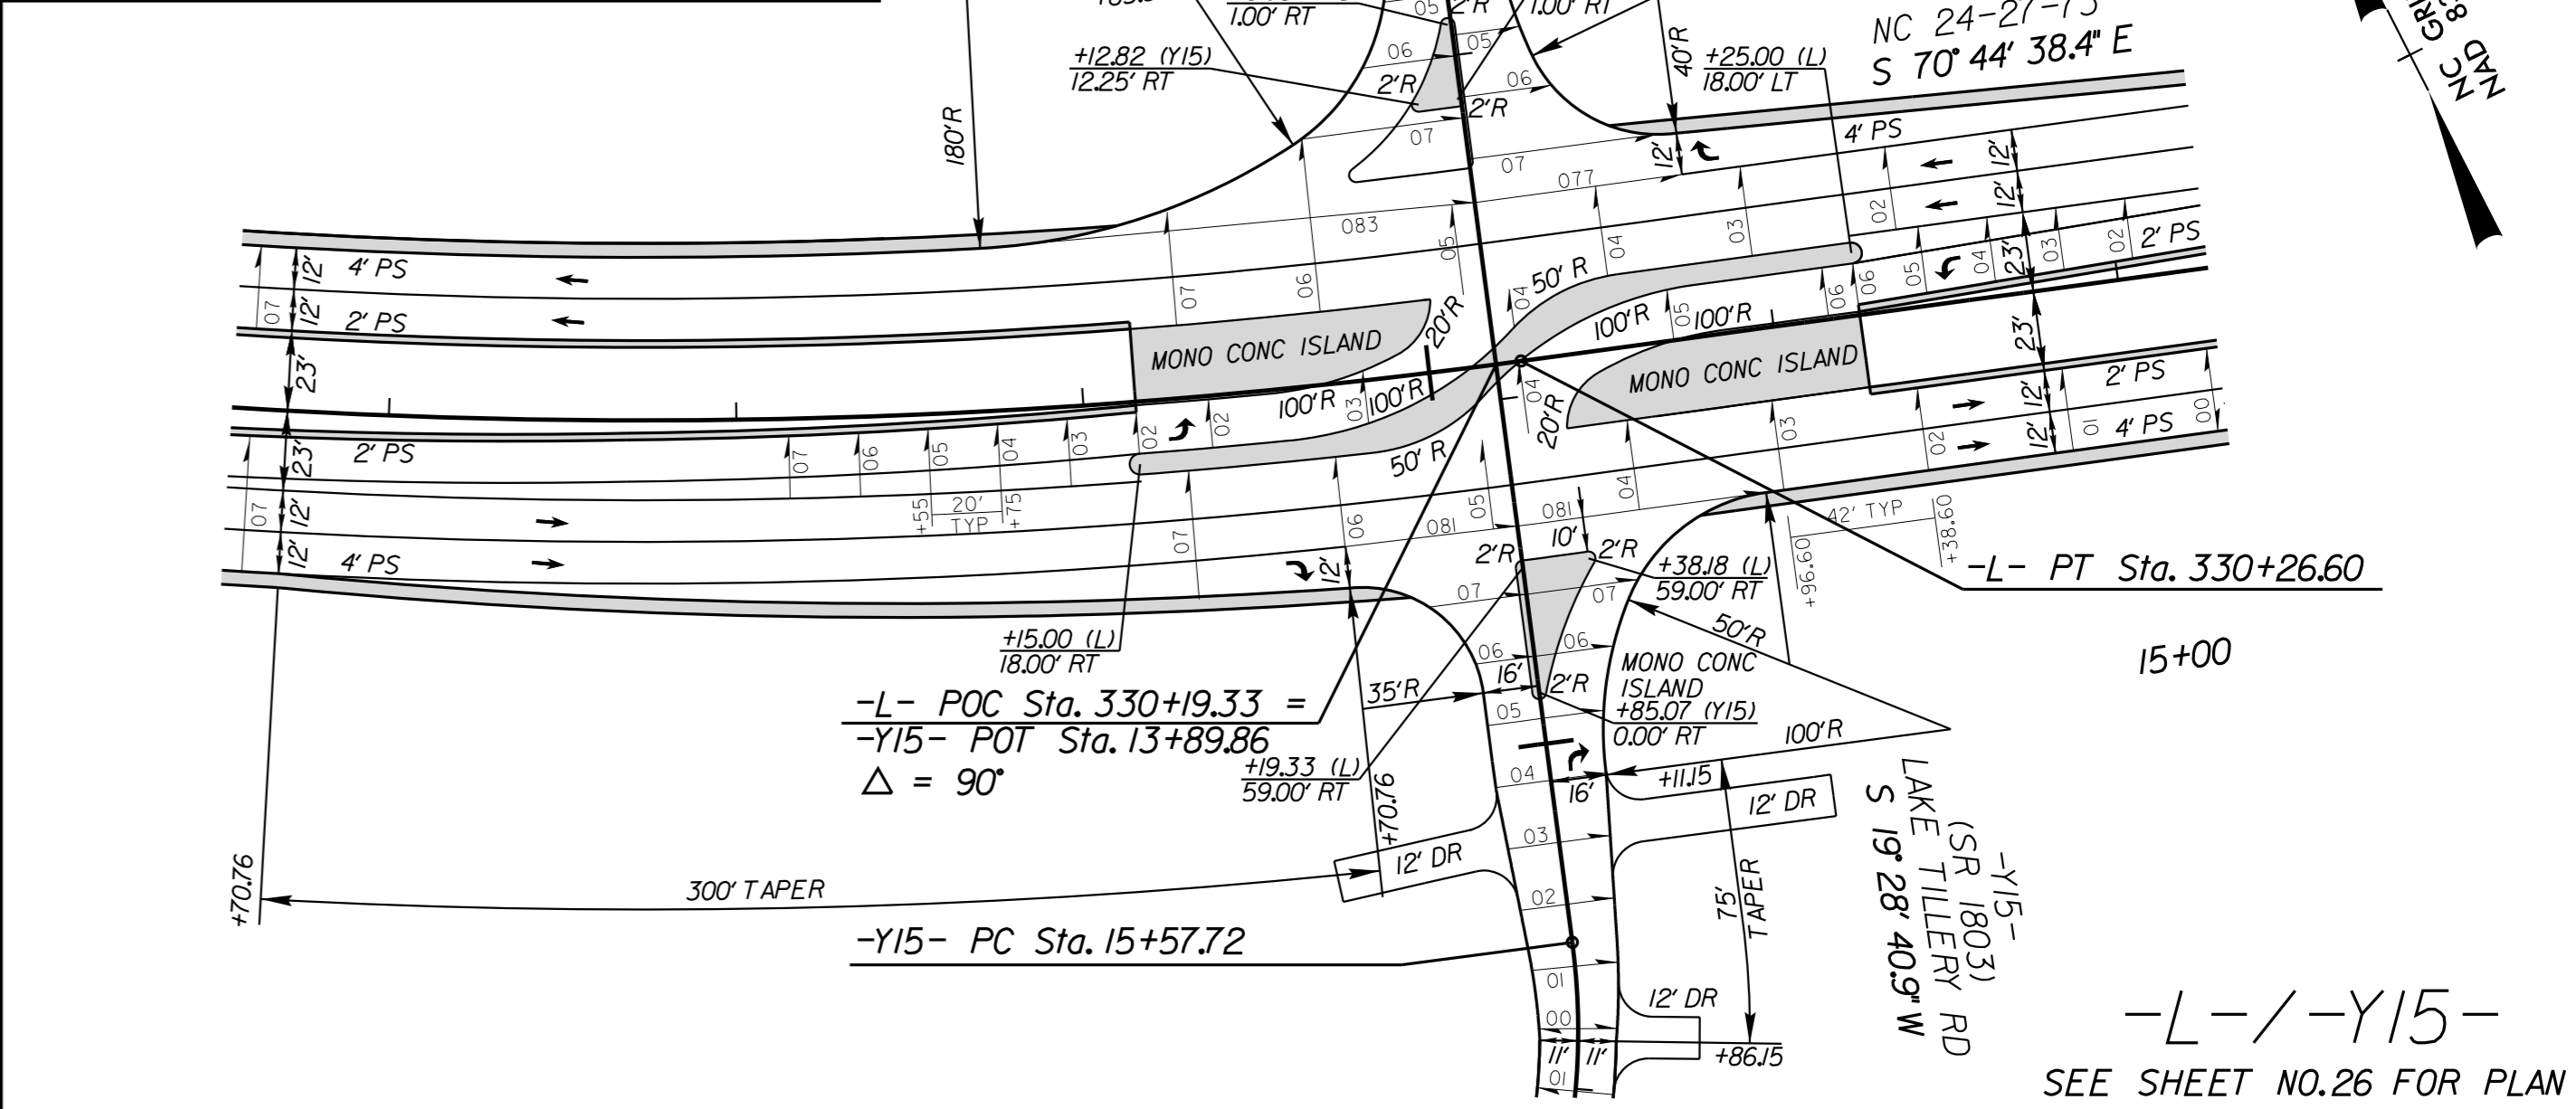 1.00' RT
+12.82 (Y15)
12.25' RT
180'R
05
2'R
1.00' RT
06
05
2'R
06
2'R
07
07
40'R
12'
+25.00 (L)
18.00' LT
NC 24-27-73
S 70° 44' 38.4" E
NC GRI
NAD 8
4' PS
12'
12'
077
083
02
03
04
05
06
07
23'
03
02
2' PS
04
05
06
06
4' PS
12'
12'
07
2' PS
23'
MONO CONC ISLAND
20'R
50' R
04
100'R
05
100'R
MONO CONC ISLAND
23'
2' PS
12'
12'
4' PS
00
01
02
03
04
20'R
04
100'R
03
100'R
02
02
03
04
05
06
07
50' R
2' PS
23'
12'
12'
07
4' PS
+55
20'
TYP
+75
07
06
05
081
081
04
10'
2'R
2'R
12'
42' TYP
+96.60
+38.60
-L- PT Sta. 330+26.60
+38.18 (L)
59.00' RT
07
07
06
06
50'R
15+00
+15.00 (L)
18.00' RT
MONO CONC
ISLAND
16'
2'R
35'R
+85.07 (Y15)
0.00' RT
05
100'R
-L- POC Sta. 330+19.33 =
-Y15- POT Sta. 13+89.86
△ = 90°
+19.33 (L)
59.00' RT
04
16'
+11.15
12' DR
+70.76
03
12' DR
+70.76
300' TAPER
02
75'
TAPER
-Y15-
(SR 1803)
LAKE TILLERY RD
S 19° 28' 40.9" W
-Y15- PC Sta. 15+57.72
01
12' DR
00
11'
11'
+86.15
01
-L-/-Y15-
SEE SHEET NO.26 FOR PLAN